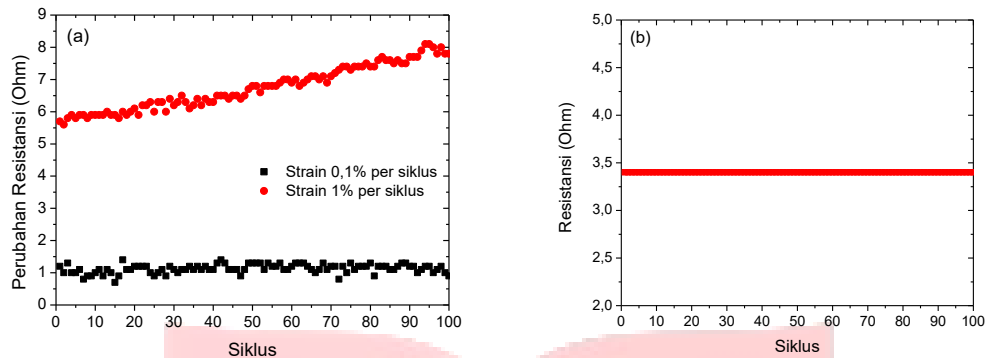 (a)
Perubahan Resistansi (Ohm)
9
8
7
6
5
4
3
2
1
0
Strain 0,1% per siklus
Strain 1% per siklus
0 10 20 30 40 50 60 70 80 90 100
Siklus
(b)
Resistansi (Ohm)
5,0
4,5
4,0
3,5
3,0
2,5
2,0
0 10 20 30 40 50 60 70 80 90 100
Siklus